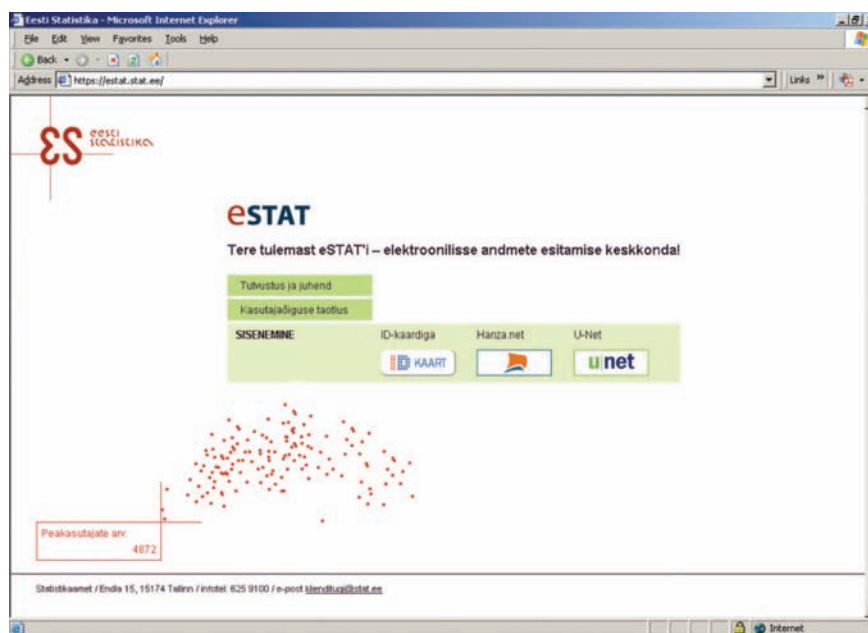 Eesti Statistika - Microsoft Internet Explorer
File Edit View Favorites Tools Help
Back
Address https://estat.stat.ee/ Links »
eesti
statistika
eSTAT
Tere tulemast eSTAT'i – elektroonilisse andmete esitamise keskkonda!
Tutvustus ja juhend
Kasutajaõiguse taotlus
SISENEMINE ID-kaardiga Hanza.net U-Net
ID KAART u net
Peakasutajate arv:
4872
Statistikaamet / Endla 15, 15174 Tallinn / infotel: 625 9100 / e-post klienditugi@stat.ee
Internet